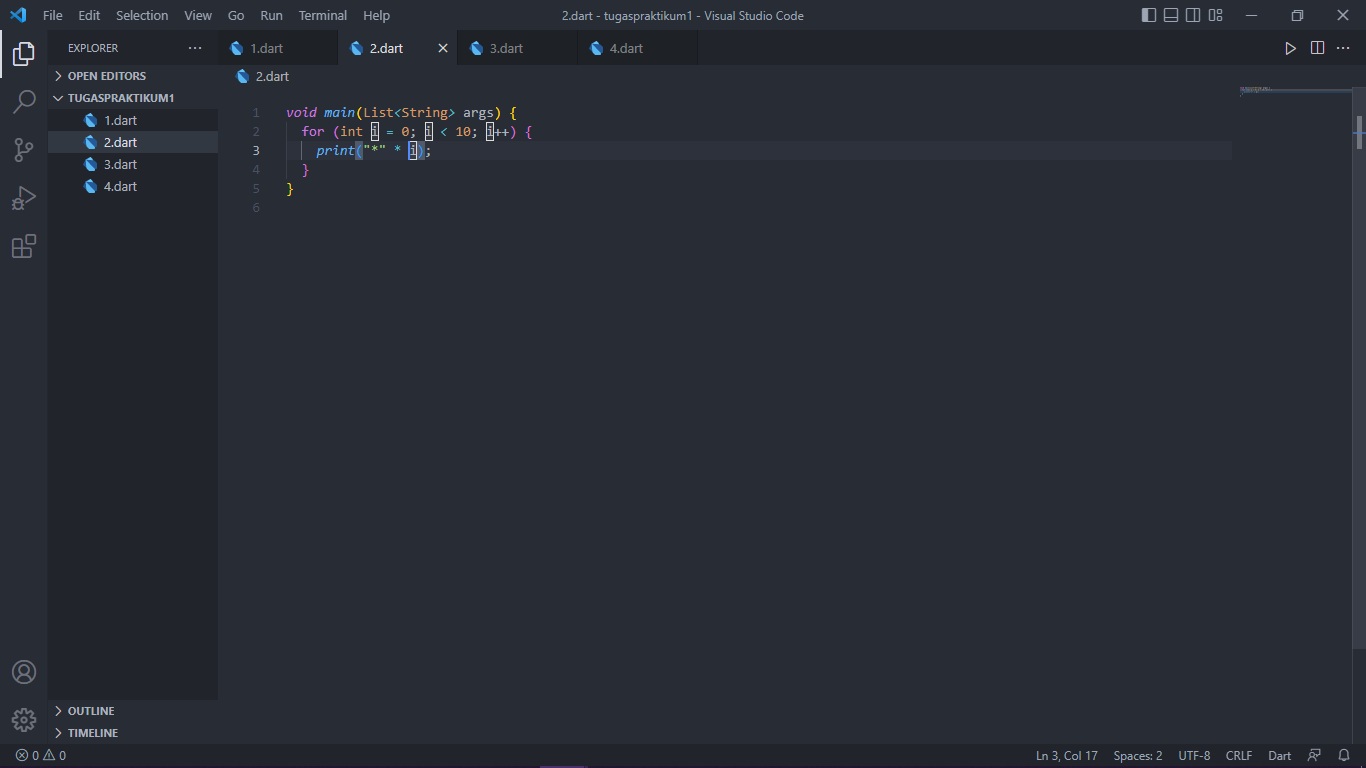 File Edit Selection View Go Run Terminal Help
2.dart - tugaspraktikum1 - Visual Studio Code
EXPLORER
OPEN EDITORS
TUGASPRAKTIKUM1
1.dart
2.dart
3.dart
4.dart
OUTLINE
TIMELINE
1.dart 2.dart 3.dart 4.dart
2.dart
1 void main(List<String> args) {
2 for (int i = 0; i < 10; i++) {
3 print("*" * i);
4 }
5 }
6
0 0
Ln 3, Col 17 Spaces: 2 UTF-8 CRLF Dart